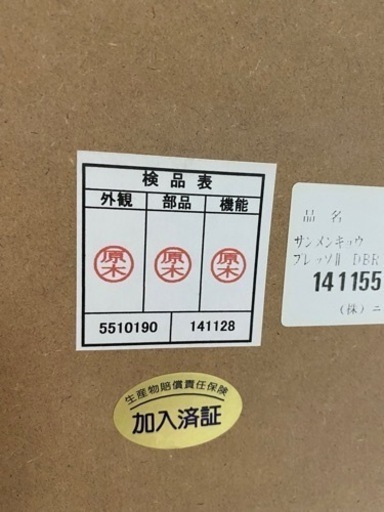 検品表
外観 部品 機能
原木 原木 原木
5510190 141128
生産物賠償責任保険
加入済証
品名
サンメンキョウ
プレッソⅡ DBR
141155
(株)ニ